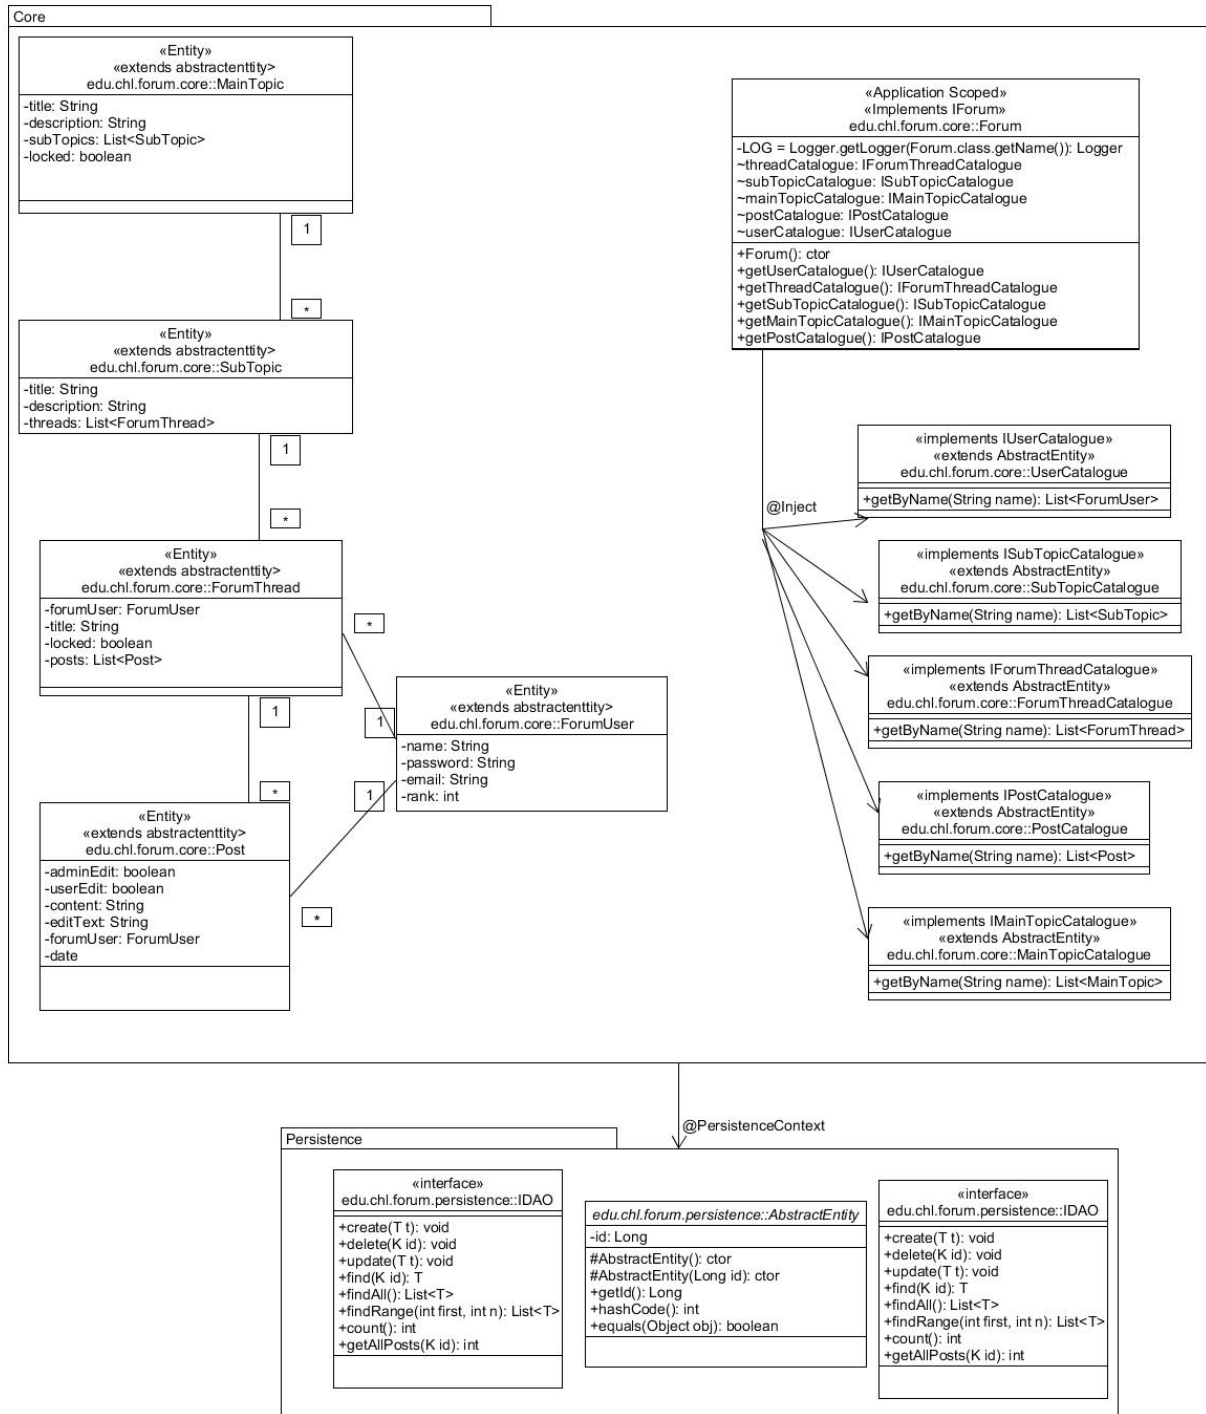 Core
«Entity»
«extends abstractenttity>
edu.chl.forum.core::MainTopic
-title: String
-description: String
-subTopics: List<SubTopic>
-locked: boolean
1
*
«Entity»
«extends abstractenttity>
edu.chl.forum.core::SubTopic
-title: String
-description: String
-threads: List<ForumThread>
1
*
«Entity»
«extends abstractenttity>
edu.chl.forum.core::ForumThread
-forumUser: ForumUser
-title: String
-locked: boolean
-posts: List<Post>
*
1
1
*
«Entity»
«extends abstractenttity>
edu.chl.forum.core::ForumUser
-name: String
-password: String
-email: String
-rank: int
1
*
«Entity»
«extends abstractenttity>
edu.chl.forum.core::Post
-adminEdit: boolean
-userEdit: boolean
-content: String
-editText: String
-forumUser: ForumUser
-date
«Application Scoped»
«Implements IForum»
edu.chl.forum.core::Forum
-LOG = Logger.getLogger(Forum.class.getName()): Logger
~threadCatalogue: IForumThreadCatalogue
~subTopicCatalogue: ISubTopicCatalogue
~mainTopicCatalogue: IMainTopicCatalogue
~postCatalogue: IPostCatalogue
~userCatalogue: IUserCatalogue
+Forum(): ctor
+getUserCatalogue(): IUserCatalogue
+getThreadCatalogue(): IForumThreadCatalogue
+getSubTopicCatalogue(): ISubTopicCatalogue
+getMainTopicCatalogue(): IMainTopicCatalogue
+getPostCatalogue(): IPostCatalogue
@Inject
«implements IUserCatalogue»
«extends AbstractEntity»
edu.chl.forum.core::UserCatalogue
+getByName(String name): List<ForumUser>
«implements ISubTopicCatalogue»
«extends AbstractEntity»
edu.chl.forum.core::SubTopicCatalogue
+getByName(String name): List<SubTopic>
«implements IForumThreadCatalogue»
«extends AbstractEntity»
edu.chl.forum.core::ForumThreadCatalogue
+getByName(String name): List<ForumThread>
«implements IPostCatalogue»
«extends AbstractEntity»
edu.chl.forum.core::PostCatalogue
+getByName(String name): List<Post>
«implements IMainTopicCatalogue»
«extends AbstractEntity»
edu.chl.forum.core::MainTopicCatalogue
+getByName(String name): List<MainTopic>
@PersistenceContext
Persistence
«interface»
edu.chl.forum.persistence::IDAO
+create(T t): void
+delete(K id): void
+update(T t): void
+find(K id): T
+findAll(): List<T>
+findRange(int first, int n): List<T>
+count(): int
+getAllPosts(K id): int
edu.chl.forum.persistence::AbstractEntity
-id: Long
#AbstractEntity(): ctor
#AbstractEntity(Long id): ctor
+getId(): Long
+hashCode(): int
+equals(Object obj): boolean
«interface»
edu.chl.forum.persistence::IDAO
+create(T t): void
+delete(K id): void
+update(T t): void
+find(K id): T
+findAll(): List<T>
+findRange(int first, int n): List<T>
+count(): int
+getAllPosts(K id): int